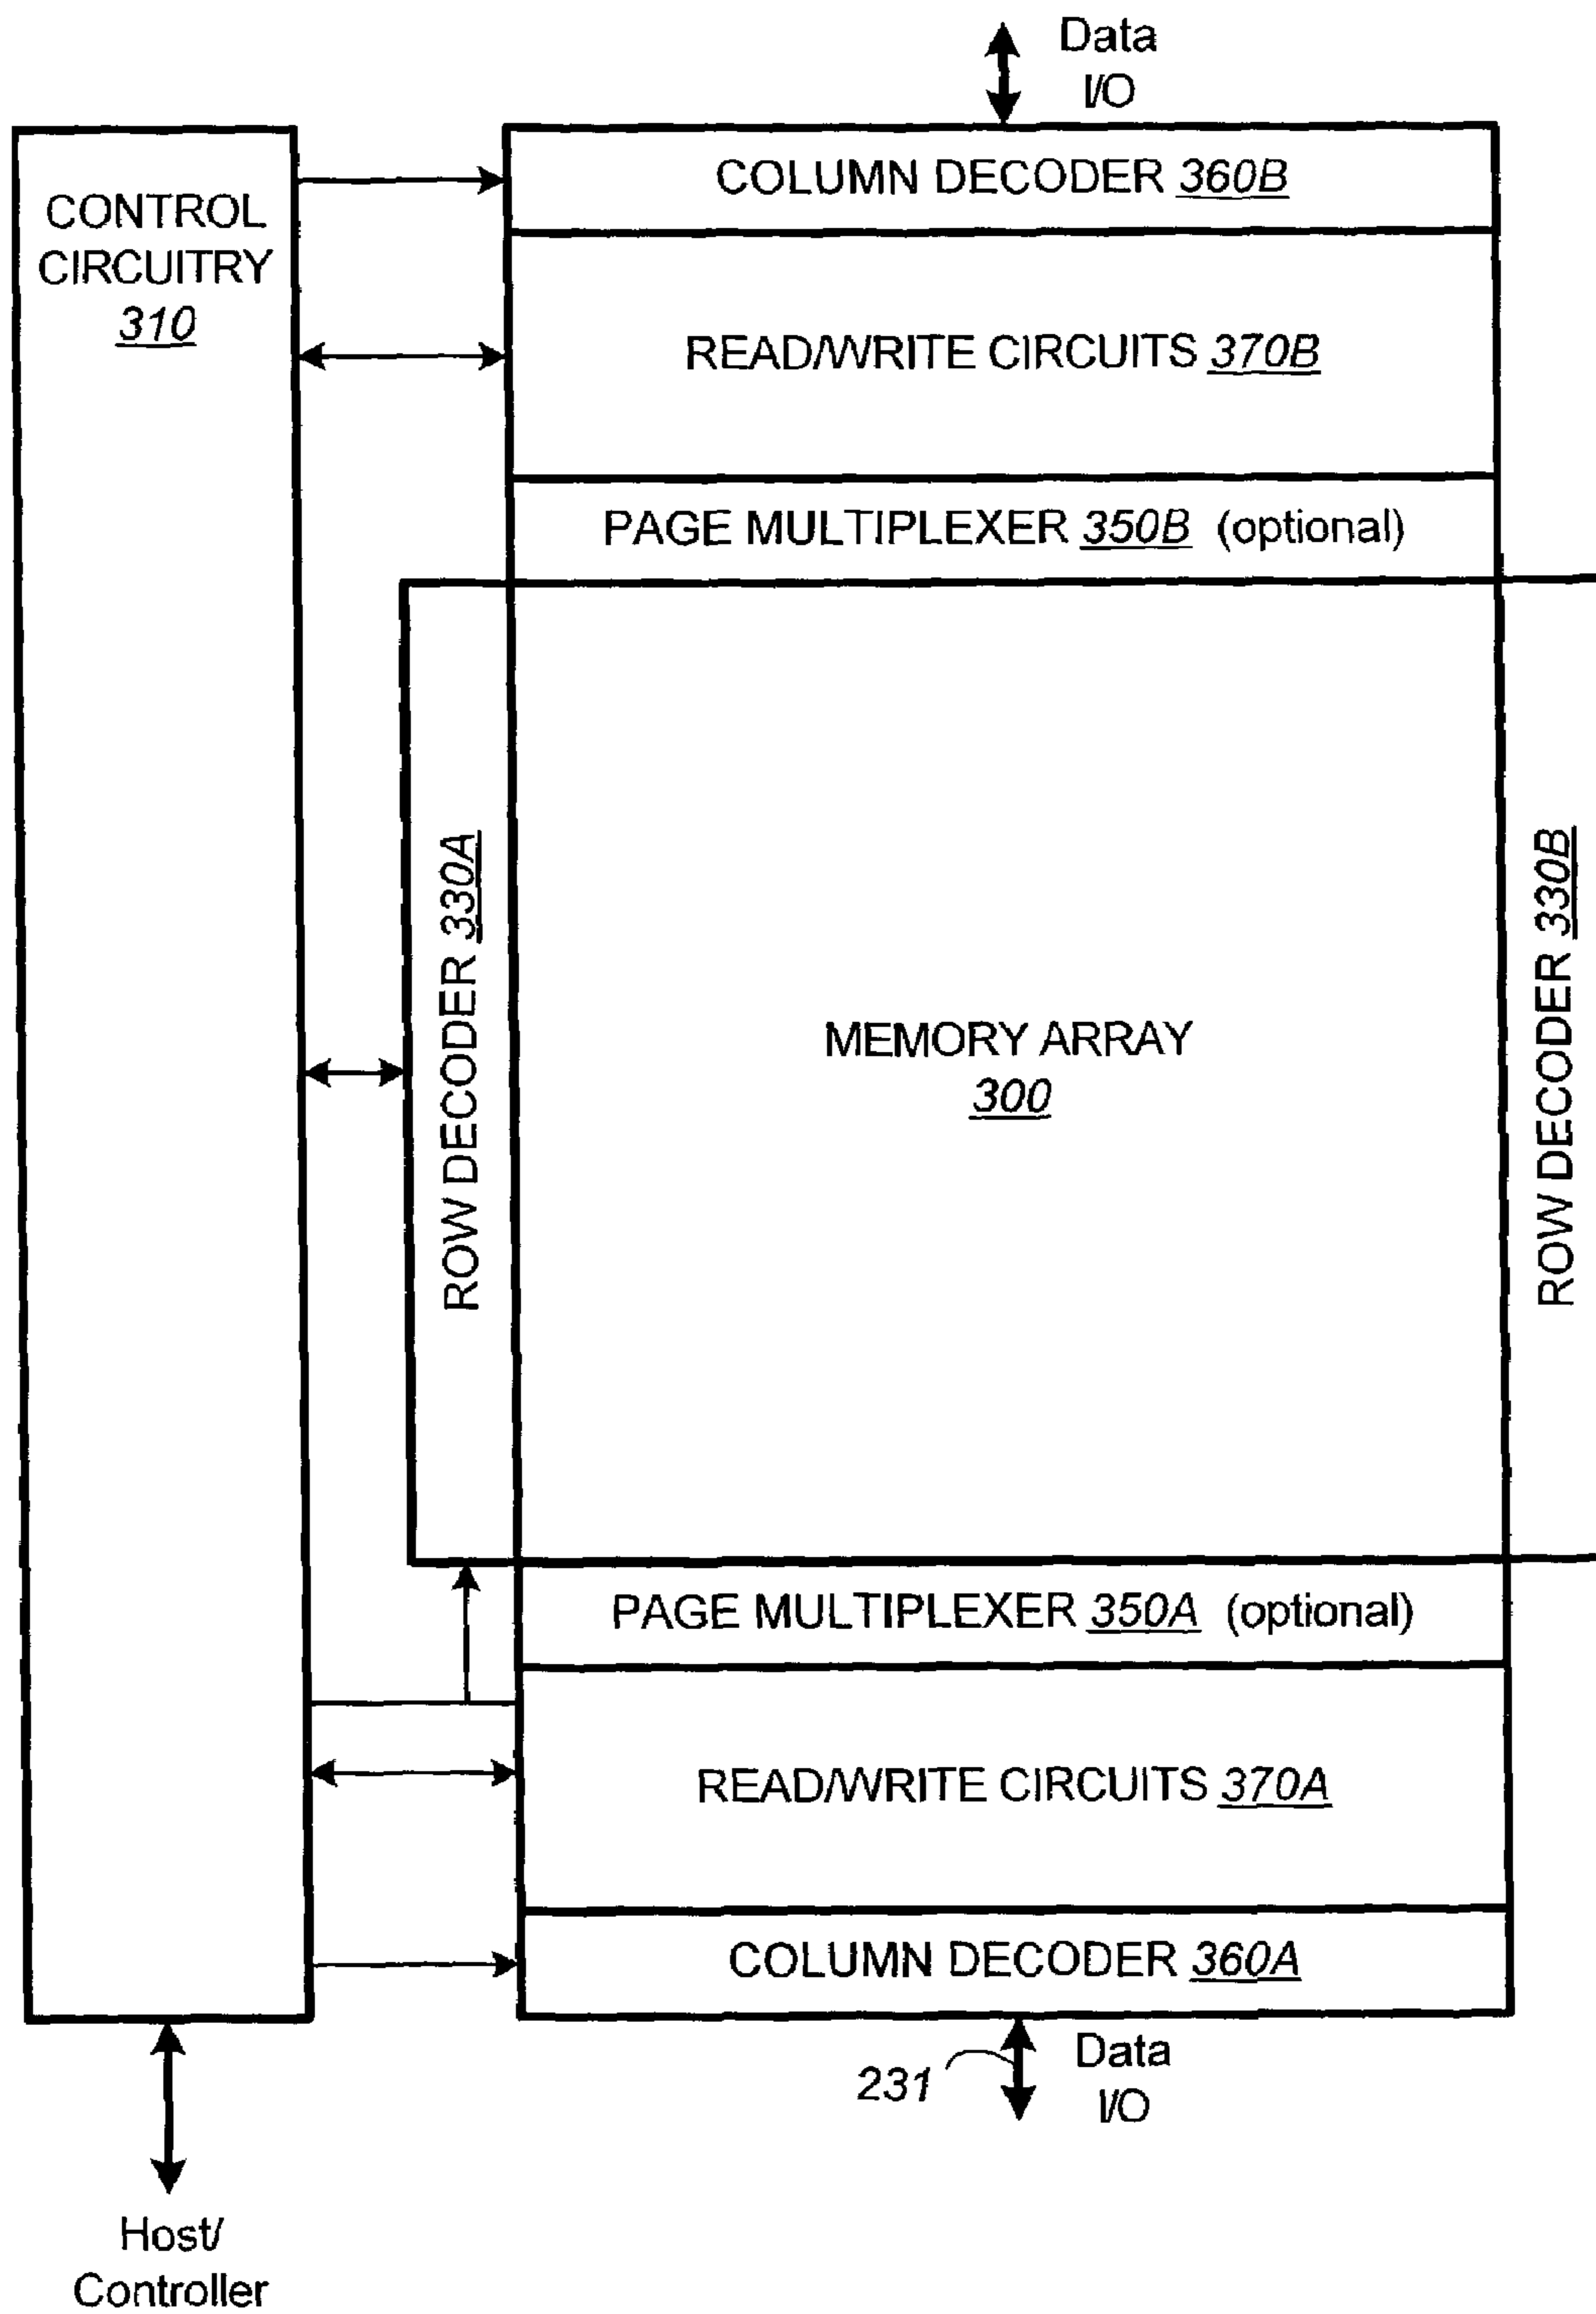 Data
I/O
CONTROL
CIRCUITRY
310
COLUMN DECODER 360B
READ/WRITE CIRCUITS 370B
PAGE MULTIPLEXER 350B (optional)
ROW DECODER 330A
MEMORY ARRAY
300
ROW DECODER 330B
PAGE MULTIPLEXER 350A (optional)
READ/WRITE CIRCUITS 370A
COLUMN DECODER 360A
231
Data
I/O
Host/
Controller